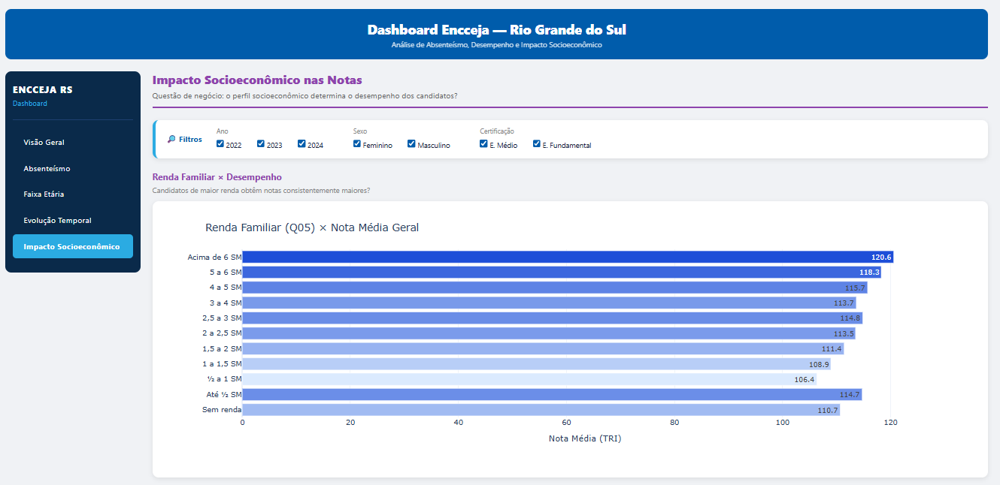 Dashboard Encceja — Rio Grande do Sul
Análise de Absenteísmo, Desempenho e Impacto Socioeconômico
ENCCEJA RS
Dashboard
Visão Geral
Absenteísmo
Faixa Etária
Evolução Temporal
Impacto Socioeconômico
Impacto Socioeconômico nas Notas
Questão de negócio: o perfil socioeconômico determina o desempenho dos candidatos?
Filtros
Ano
2022 2023 2024
Sexo
Feminino Masculino
Certificação
E. Médio E. Fundamental
Renda Familiar × Desempenho
Candidatos de maior renda obtêm notas consistentemente maiores?
Renda Familiar (Q05) × Nota Média Geral
Acima de 6 SM 120.6
5 a 6 SM 118.3
4 a 5 SM 115.7
3 a 4 SM 113.7
2,5 a 3 SM 114.8
2 a 2,5 SM 113.5
1,5 a 2 SM 111.4
1 a 1,5 SM 108.9
½ a 1 SM 106.4
Até ½ SM 114.7
Sem renda 110.7
0 20 40 60 80 100 120
Nota Média (TRI)